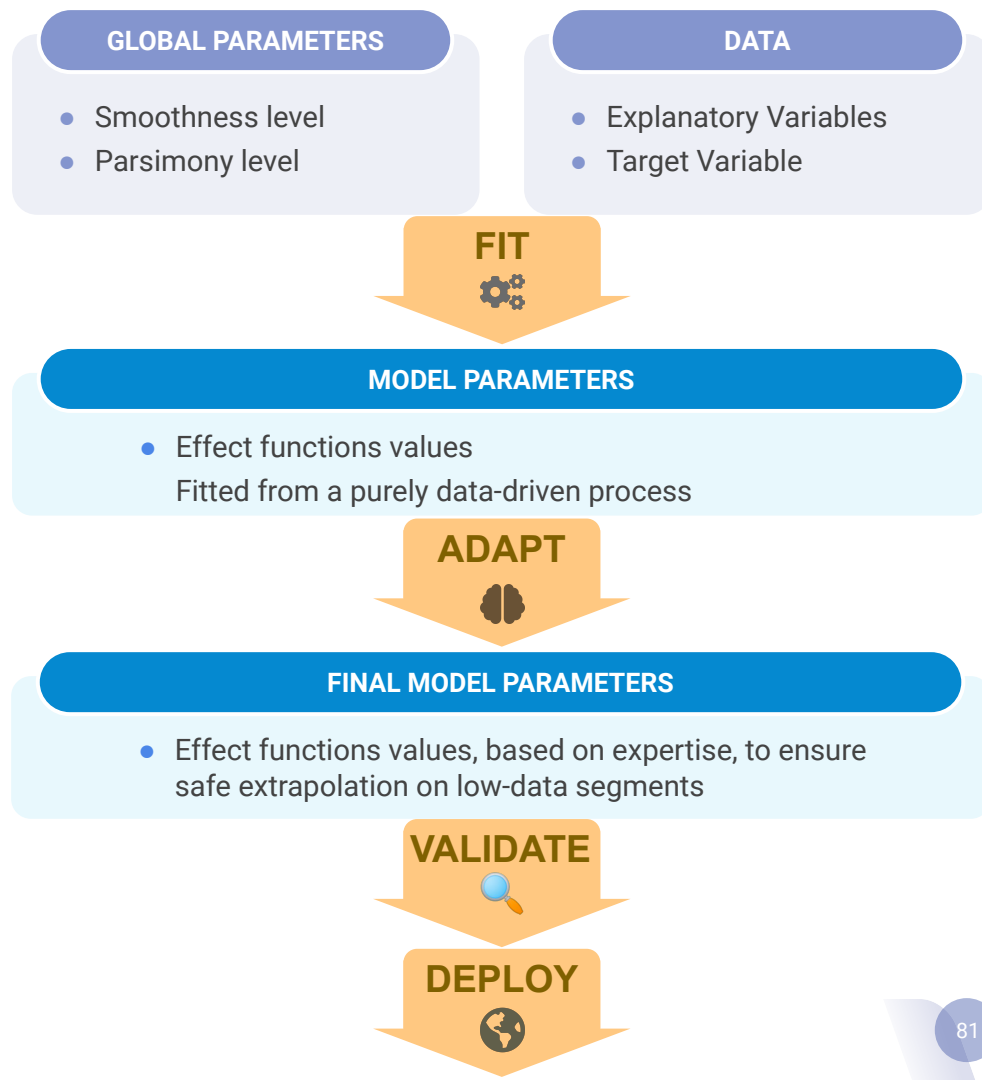 GLOBAL PARAMETERS
Smoothness level
Parsimony level
DATA
Explanatory Variables
Target Variable
FIT
MODEL PARAMETERS
Effect functions values
Fitted from a purely data-driven process
ADAPT
FINAL MODEL PARAMETERS
Effect functions values, based on expertise, to ensure
safe extrapolation on low-data segments
VALIDATE
DEPLOY
81